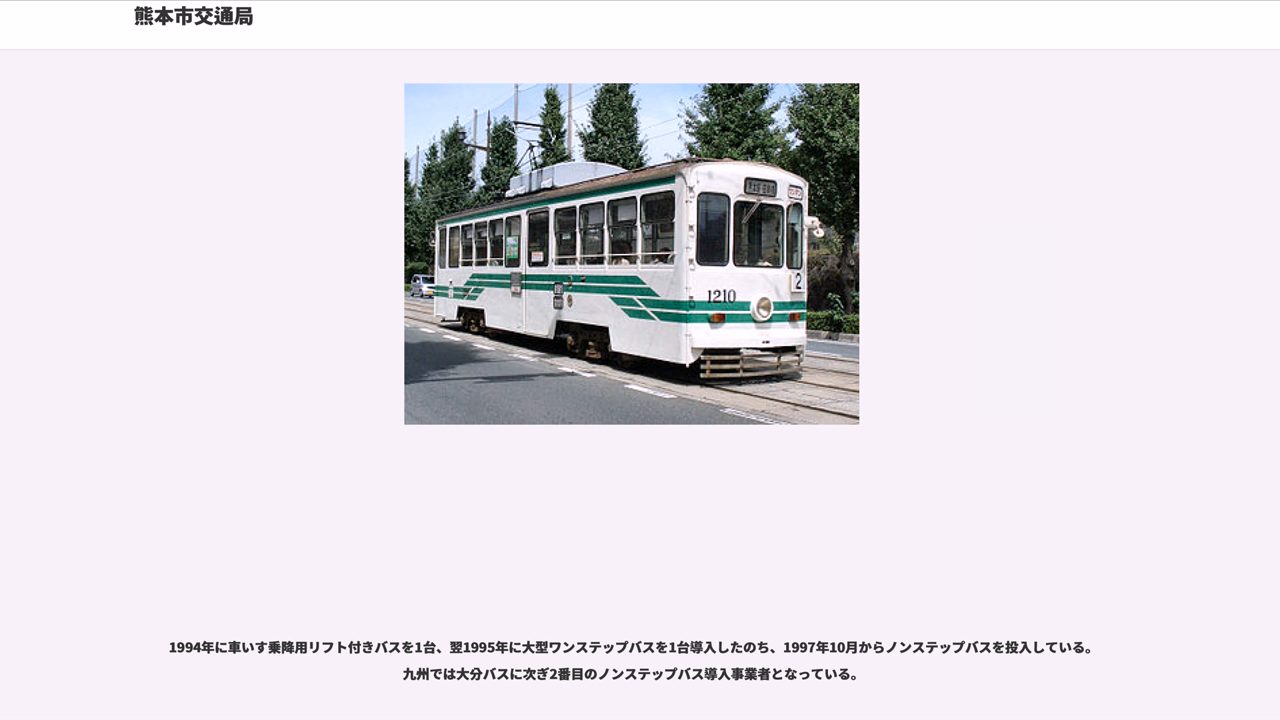 熊本市交通局
2
1210
1994年に車いす乗降用リフト付きバスを1台、翌1995年に大型ワンステップバスを1台導入したのち、1997年10月からノンステップバスを投入している。
九州では大分バスに次ぎ2番目のノンステップバス導入事業者となっている。